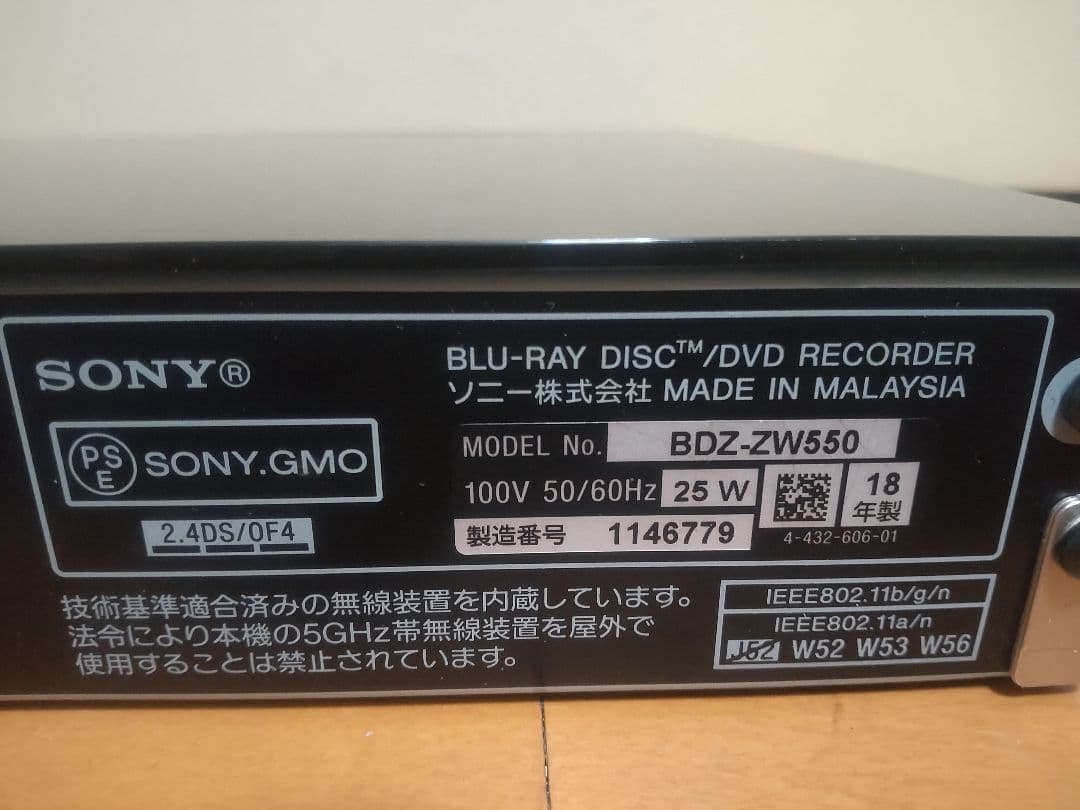 SONY®
BLU-RAY DISC™/DVD RECORDER
ソニー株式会社 MADE IN MALAYSIA
PSE SONY.GMO
MODEL No. BDZ-ZW550
100V 50/60Hz 25 W
18年製
2.4DS/OF4
製造番号 1146779
4-432-606-01
技術基準適合済みの無線装置を内蔵しています。
法令により本機の5GHz帯無線装置を屋外で
使用することは禁止されています。
IEEE802.11b/g/n
IEEE802.11a/n
J52 W52 W53 W56